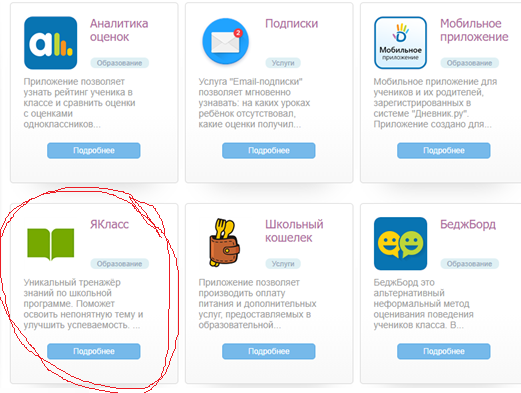 Аналитика
оценок
Образование
Приложение позволяет
узнать рейтинг ученика в
классе и сравнить оценки
с оценками
одноклассников...
Подробнее
2
Подписки
Услуги
Услуга "Email-подписки"
позволяет мгновенно
узнавать: на каких уроках
ребёнок отсутствовал,
какие оценки получил...
Подробнее
Мобильное
приложение
Мобильное
приложение
Образование
Мобильное приложение для
учеников и их родителей,
зарегистрированных в
системе "Дневник.ру".
Приложение создано для...
Подробнее
ЯКласс
Образование
Уникальный тренажёр
знаний по школьной
программе. Поможет
освоить непонятную тему и
улучшить успеваемость. ...
Подробнее
Школьный
кошелек
Услуги
Приложение позволяет
производить оплату
питания и дополнительных
услуг, предоставляемых в
образовательной...
Подробнее
БеджБорд
Образование
БеджБорд это
альтернативный
неформальный метод
оценивания поведения
учеников класса. В...
Подробнее